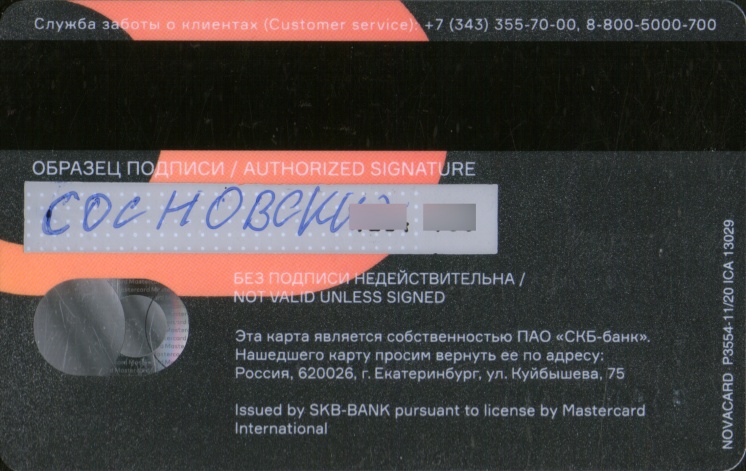 Служба заботы о клиентах (Customer service): +7 (343) 355-70-00, 8-800-5000-700
ОБРАЗЕЦ ПОДПИСИ / AUTHORIZED SIGNATURE
БЕЗ ПОДПИСИ НЕДЕЙСТВИТЕЛЬНА /
NOT VALID UNLESS SIGNED
Эта карта является собственностью ПАО «СКБ-банк».
Нашедшего карту просим вернуть ее по адресу:
Россия, 620026, г. Екатеринбург, ул. Куйбышева, 75
Issued by SKB-BANK pursuant to license by Mastercard
International
NOVACARD P3554-11/20 ICA 13029